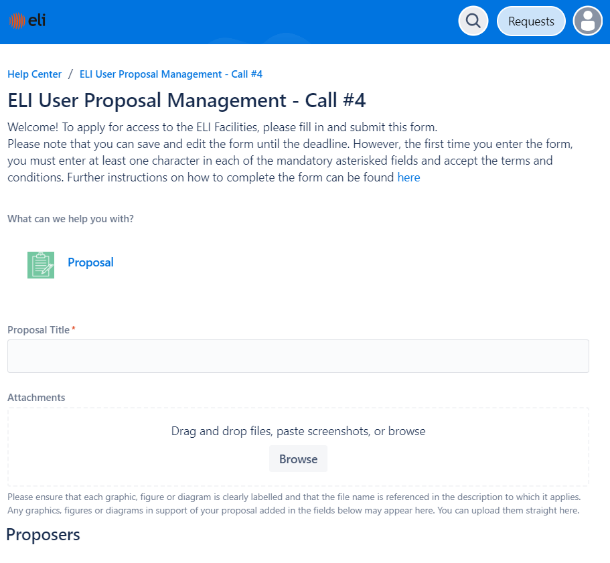 eli
Requests
Help Center / ELI User Proposal Management - Call #4
ELI User Proposal Management - Call #4
Welcome! To apply for access to the ELI Facilities, please fill in and submit this form.
Please note that you can save and edit the form until the deadline. However, the first time you enter the form,
you must enter at least one character in each of the mandatory asterisked fields and accept the terms and
conditions. Further instructions on how to complete the form can be found here
What can we help you with?
Proposal
Proposal Title *
Attachments
Drag and drop files, paste screenshots, or browse
Browse
Please ensure that each graphic, figure or diagram is clearly labelled and that the file name is referenced in the description to which it applies.
Any graphics, figures or diagrams in support of your proposal added in the fields below may appear here. You can upload them straight here.
Proposers